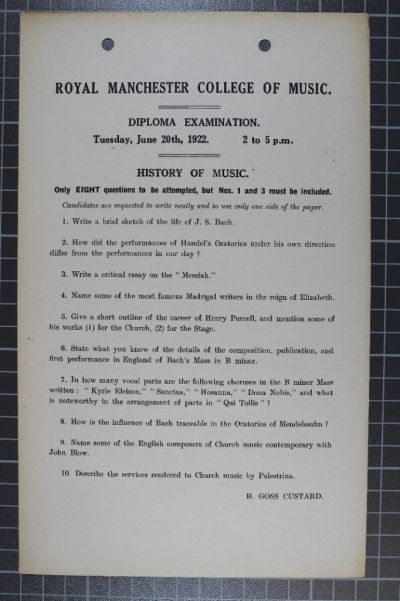 ROYAL MANCHESTER COLLEGE OF MUSIC.
DIPLOMA EXAMINATION.
Tuesday, June 20th, 1922. 2 to 5 p.m.
HISTORY OF MUSIC.
Only EIGHT questions to be attempted, but Nos. 1 and 3 must be included.
Candidates are requested to write neatly and to use only one side of the paper.
1. Write a brief sketch of the life of J. S. Bach.
2. How did the performances of Handel's Oratorios under his own direction
differ from the performances in our day ?
3. Write a critical essay on the "Messiah."
4. Name some of the most famous Madrigal writers in the reign of Elizabeth.
5. Give a short outline of the career of Henry Purcell, and mention some of
his works (1) for the Church, (2) for the Stage.
6. State what you know of the details of the composition, publication, and
first performance in England of Bach's Mass in B minor.
7. In how many vocal parts are the following choruses in the B minor Mass
written : "Kyrie Eleison," "Sanctus," "Hosanna," "Dona Nobis," and what
is noteworthy in the arrangement of parts in "Qui Tollis" ?
8. How is the influence of Bach traceable in the Oratorios of Mendelssohn ?
9. Name some of the English composers of Church music contemporary with
John Blow.
10 Describe the services rendered to Church music by Palestrina.
H. GOSS CUSTARD.